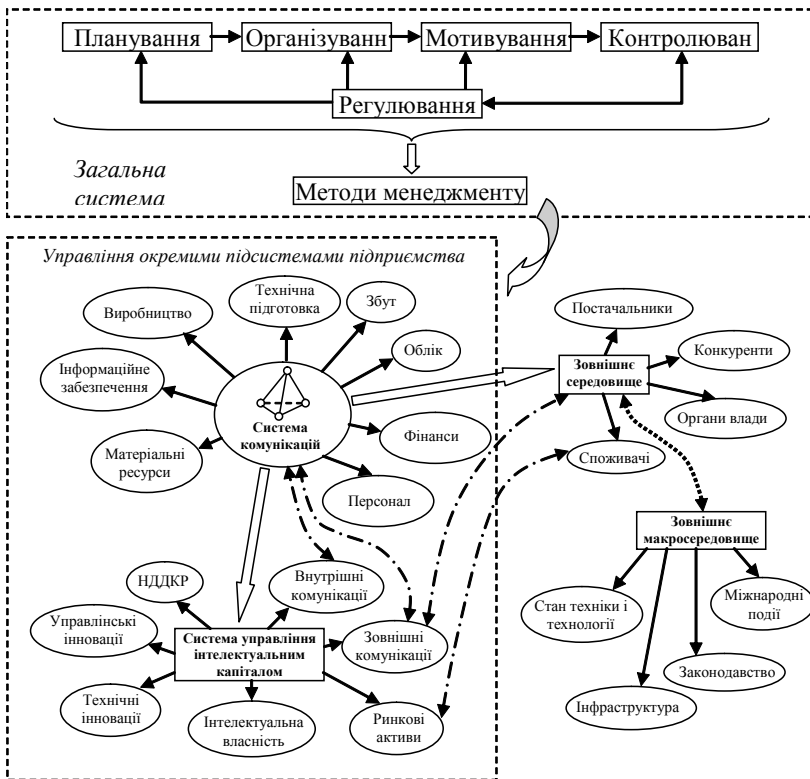 Планування
Організуванн
Мотивування
Контролюван
Регулювання
Загальна
система
Методи менеджменту
Управління окремими підсистемами підприємства
Технічна
підготовка
Збут
Виробництво
Облік
Інформаційне
забезпечення
Система
комунікацій
Фінанси
Матеріальні
ресурси
Персонал
Постачальники
Зовнішнє
середовище
Конкуренти
Органи влади
Споживачі
Зовнішнє
макросередовище
НДДКР
Внутрішні
комунікації
Управлінські
інновації
Система управління
інтелектуальним
капіталом
Зовнішні
комунікації
Технічні
інновації
Інтелектуальна
власність
Ринкові
активи
Стан техніки і
технології
Міжнародні
події
Законодавство
Інфраструктура